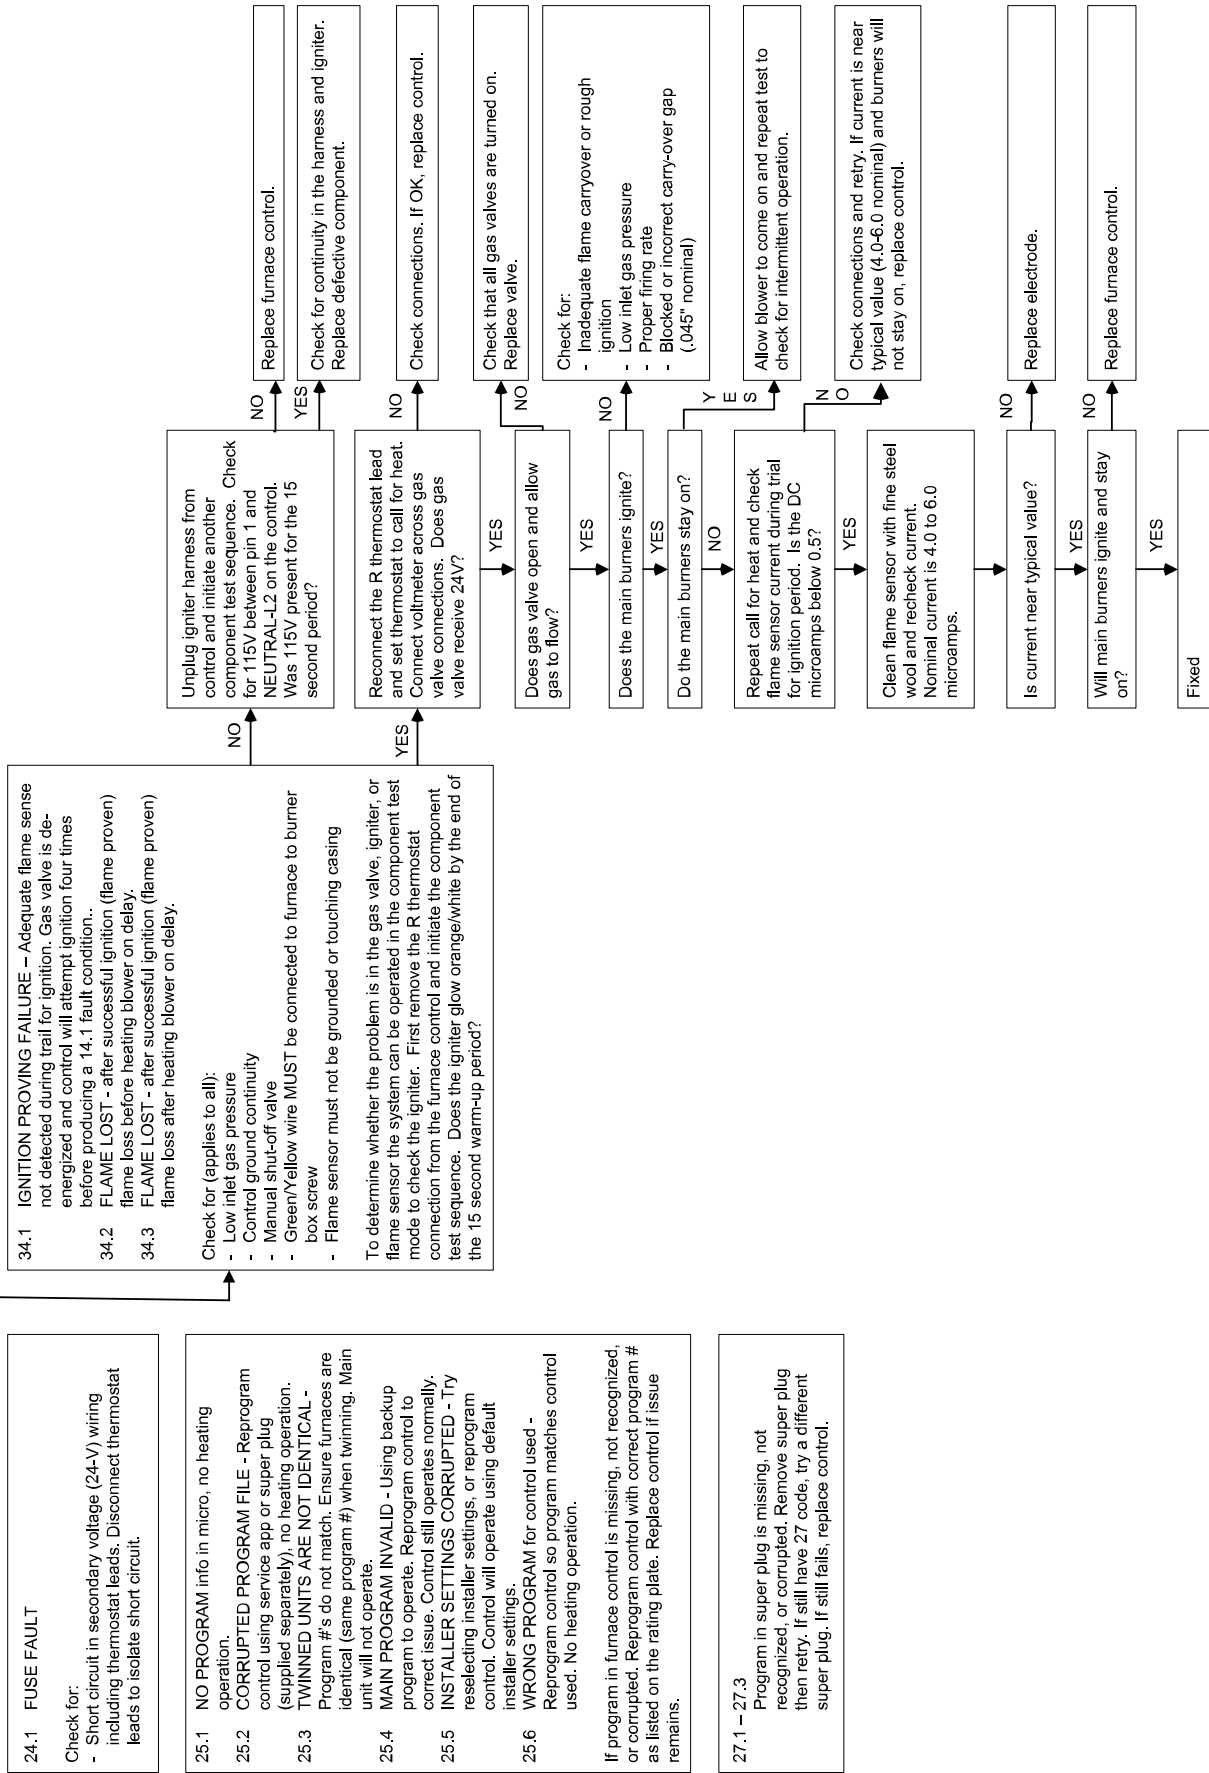 24.1 FUSE FAULT
Check for:
- Short circuit in secondary voltage (24-V) wiring
including thermostat leads. Disconnect thermostat
leads to isolate short circuit.
25.1 NO PROGRAM info in micro, no heating
operation.
25.2 CORRUPTED PROGRAM FILE - Reprogram
control using service app or super plug
(supplied separately), no heating operation.
25.3 TWINNED UNITS ARE NOT IDENTICAL -
Program #'s do not match. Ensure furnaces are
identical (same program #) when twinning. Main
unit will not operate.
25.4 MAIN PROGRAM INVALID - Using backup
program to operate. Reprogram control to
correct issue. Control still operates normally.
25.5 INSTALLER SETTINGS CORRUPTED - Try
reselecting installer settings, or reprogram
control. Control will operate using default
installer settings.
25.6 WRONG PROGRAM for control used -
Reprogram control so program matches control
used. No heating operation.
If program in furnace control is missing, not recognized,
or corrupted. Reprogram control with correct program #
as listed on the rating plate. Replace control if issue
remains.
27.1 – 27.3
Program in super plug is missing, not
recognized, or corrupted. Remove super plug
then retry. If still have 27 code, try a different
super plug. If still fails, replace control.
34.1 IGNITION PROVING FAILURE – Adequate flame sense
not detected during trail for ignition. Gas valve is de-
energized and control will attempt ignition four times
before producing a 14.1 fault condition..
34.2 FLAME LOST - after successful ignition (flame proven)
flame loss before heating blower on delay.
34.3 FLAME LOST - after successful ignition (flame proven)
flame loss after heating blower on delay.
Check for (applies to all):
- Low inlet gas pressure
- Control ground continuity
- Manual shut-off valve
- Green/Yellow wire MUST be connected to furnace to burner
box screw
- Flame sensor must not be grounded or touching casing
To determine whether the problem is in the gas valve, igniter, or
flame sensor the system can be operated in the component test
mode to check the igniter. First remove the R thermostat
connection from the furnace control and initiate the component
test sequence. Does the igniter glow orange/white by the end of
the 15 second warm-up period?
NO
YES
Unplug igniter harness from
control and initiate another
component test sequence. Check
for 115V between pin 1 and
NEUTRAL-L2 on the control.
Was 115V present for the 15
second period?
NO
Replace furnace control.
YES
Check for continuity in the harness and igniter.
Replace defective component.
Reconnect the R thermostat lead
and set thermostat to call for heat.
Connect voltmeter across gas
valve connections. Does gas
valve receive 24V?
NO
Check connections. If OK, replace control.
YES
Does gas valve open and allow
gas to flow?
NO
Check that all gas valves are turned on.
Replace valve.
YES
Does the main burners ignite?
NO
Check for:
- Inadequate flame carryover or rough
ignition
- Low inlet gas pressure
- Proper firing rate
- Blocked or incorrect carry-over gap
(.045" nominal)
YES
Do the main burners stay on?
YES
Allow blower to come on and repeat test to
check for intermittent operation.
NO
Repeat call for heat and check
flame sensor current during trial
for ignition period. Is the DC
microamps below 0.5?
NO
Check connections and retry. If current is near
typical value (4.0-6.0 nominal) and burners will
not stay on, replace control.
YES
Clean flame sensor with fine steel
wool and recheck current.
Nominal current is 4.0 to 6.0
microamps.
Is current near typical value?
NO
Replace electrode.
YES
Will main burners ignite and stay
on?
NO
Replace furnace control.
YES
Fixed